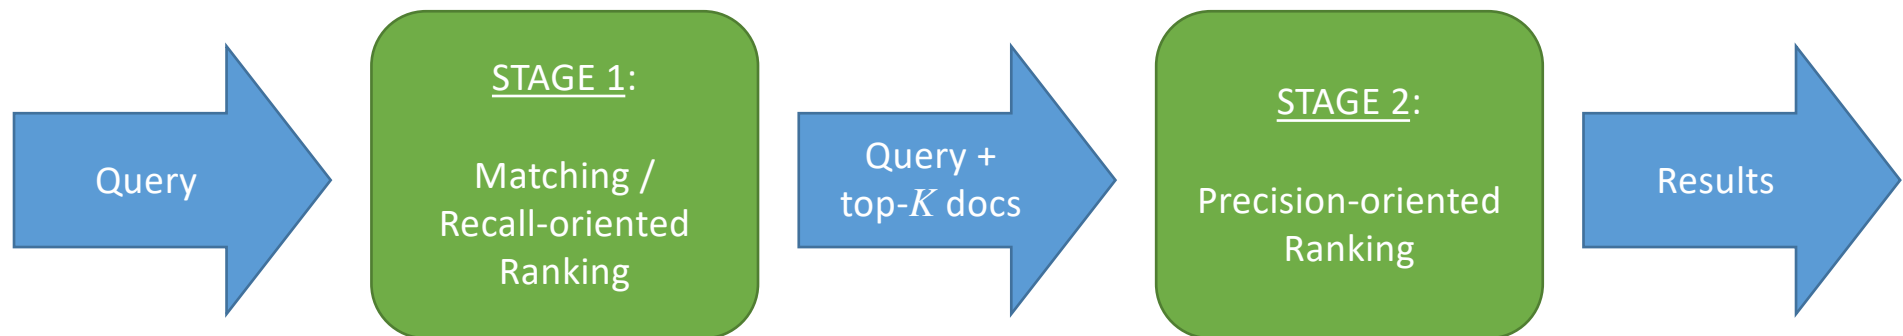 Query
STAGE 1:
Matching /
Recall-oriented
Ranking
Query +
top-K docs
STAGE 2:
Precision-oriented
Ranking
Results